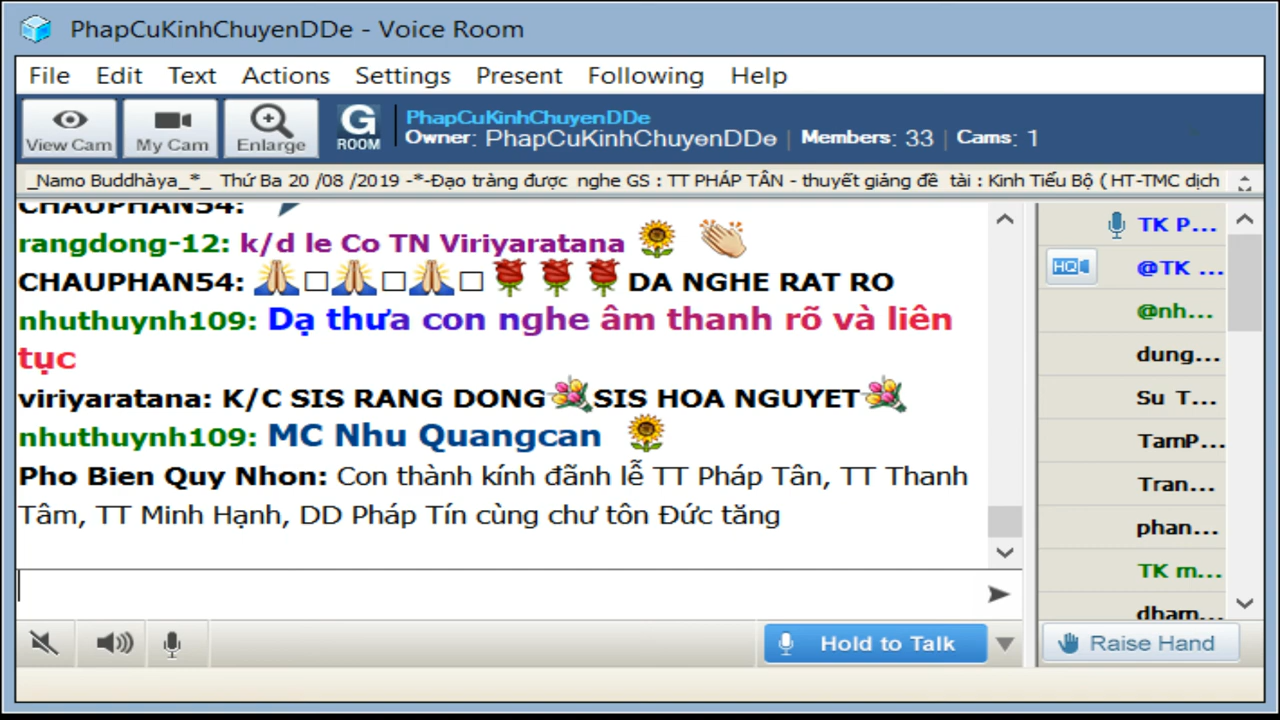 PhapCuKinhChuyenDDe - Voice Room
File Edit Text Actions Settings Present Following Help
View Cam My Cam Enlarge G ROOM
PhapCuKinhChuyenDDe
Owner: PhapCuKinhChuyenDDe | Members: 33 | Cams: 1
_Namo Buddhàya_*_ Thứ Ba 20 /08 /2019 -*-Đạo tràng được nghe GS : TT PHÁP TÂN - thuyết giảng đề tài : Kinh Tiểu Bộ ( HT-TMC dịch
CHAUPHAN54:
rangdong-12: k/d le Co TN Viriyaratana
CHAUPHAN54: DA NGHE RAT RO
nhuthuynh109: Dạ thưa con nghe âm thanh rõ và liên
tục
viriyaratana: K/C SIS RANG DONG SIS HOA NGUYET
nhuthuynh109: MC Nhu Quangcan
Pho Bien Quy Nhon: Con thành kính đãnh lễ TT Pháp Tân, TT Thanh
Tâm, TT Minh Hạnh, DD Pháp Tín cùng chư tôn Đức tăng
TK P...
HQ @TK ...
@nh...
dung...
Su T...
TamP...
Tran...
phan...
TK m...
dham...
Hold to Talk
Raise Hand